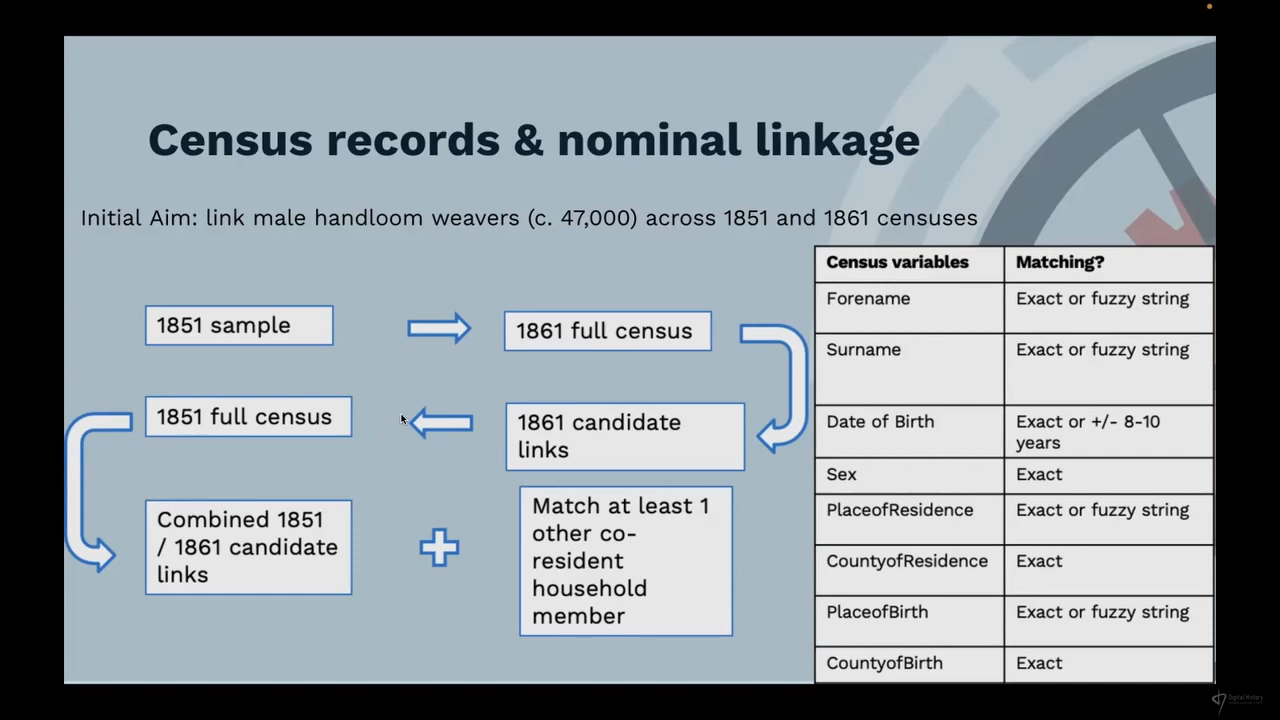 Census records & nominal linkage
Initial Aim: link male handloom weavers (c. 47,000) across 1851 and 1861 censuses
1851 sample
1861 full census
1851 full census
1861 candidate
links
Combined 1851
/ 1861 candidate
links
Match at least 1
other co-
resident
household
member
Census variables
Matching?
Forename
Exact or fuzzy string
Surname
Exact or fuzzy string
Date of Birth
Exact or +/- 8-10
years
Sex
Exact
PlaceofResidence
Exact or fuzzy string
CountyofResidence
Exact
PlaceofBirth
Exact or fuzzy string
CountyofBirth
Exact
Digital History